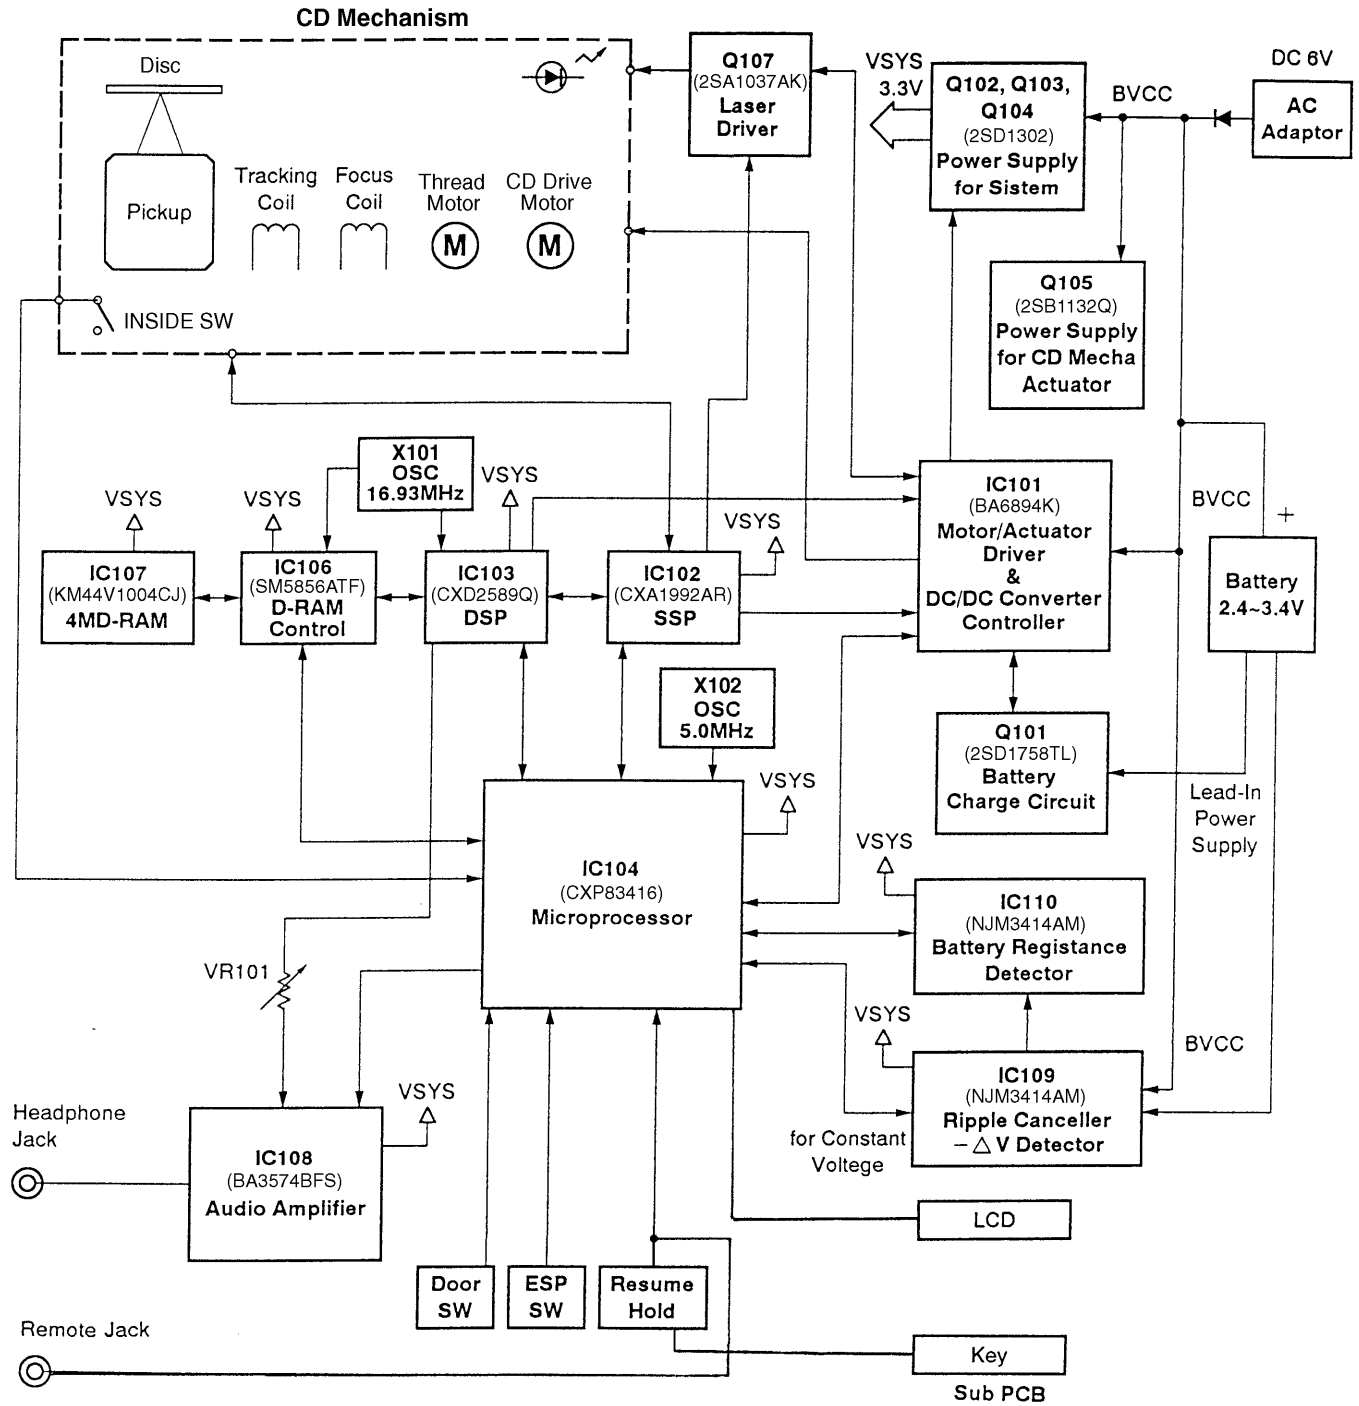 CD Mechanism
Disc
Pickup
Tracking
Coil
Focus
Coil
Thread
Motor
M
CD Drive
Motor
M
INSIDE SW
Q107
(2SA1037AK)
Laser
Driver
VSYS
3.3V
Q102, Q103,
Q104
(2SD1302)
Power Supply
for Sistem
BVCC
DC 6V
AC
Adaptor
Q105
(2SB1132Q)
Power Supply
for CD Mecha
Actuator
X101
OSC
16.93MHz
VSYS
VSYS
VSYS
VSYS
IC107
(KM44V1004CJ)
4MD-RAM
IC106
(SM5856ATF)
D-RAM
Control
IC103
(CXD2589Q)
DSP
IC102
(CXA1992AR)
SSP
IC101
(BA6894K)
Motor/Actuator
Driver
&
DC/DC Converter
Controller
BVCC
+
Battery
2.4~3.4V
X102
OSC
5.0MHz
Q101
(2SD1758TL)
Battery
Charge Circuit
Lead-In
Power
Supply
VSYS
IC104
(CXP83416)
Microprocessor
VSYS
IC110
(NJM3414AM)
Battery Registance
Detector
VR101
VSYS
BVCC
IC109
(NJM3414AM)
Ripple Canceller
−△V Detector
for Constant
Voltege
VSYS
Headphone
Jack
IC108
(BA3574BFS)
Audio Amplifier
LCD
Door
SW
ESP
SW
Resume
Hold
Remote Jack
Key
Sub PCB